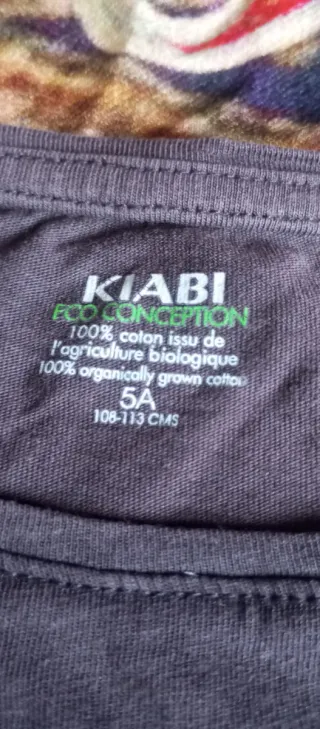 KIABI
ECO CONCEPTION
100% coton issu de
l'agriculture biologique
100% organically grown cotton
5A
108-113 CMS